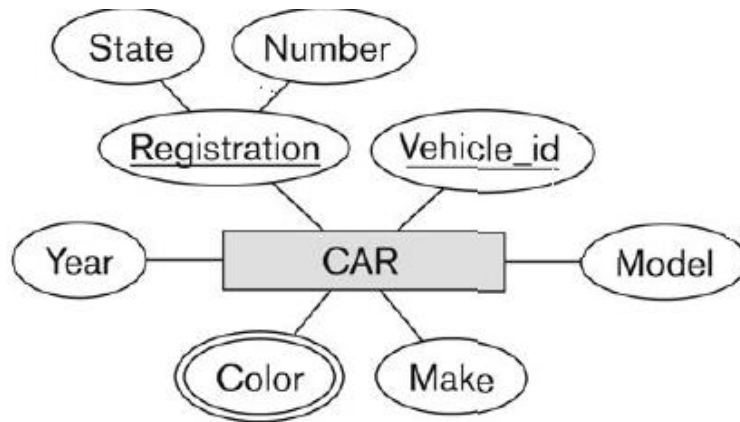 State Number
Registration Vehicle_id
Year CAR Model
Color Make